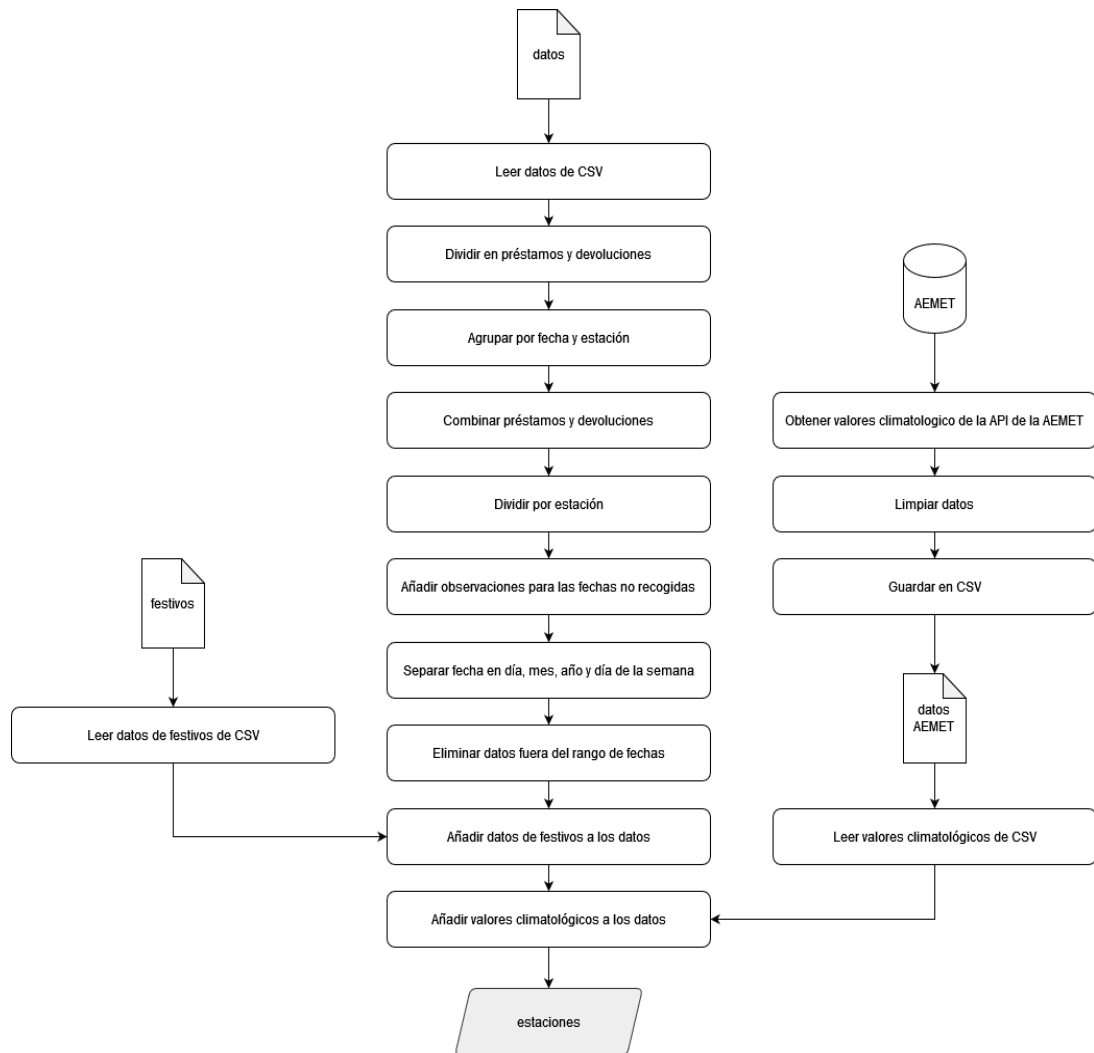 datos
Leer datos de CSV
Dividir en préstamos y devoluciones
Agrupar por fecha y estación
Combinar préstamos y devoluciones
Dividir por estación
Añadir observaciones para las fechas no recogidas
Separar fecha en día, mes, año y día de la semana
Eliminar datos fuera del rango de fechas
festivos
Leer datos de festivos de CSV
Añadir datos de festivos a los datos
AEMET
Obtener valores climatologico de la API de la AEMET
Limpiar datos
Guardar en CSV
datos
AEMET
Leer valores climatológicos de CSV
Añadir valores climatológicos a los datos
estaciones